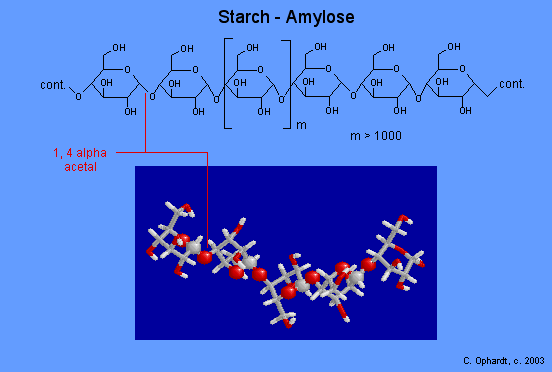 Starch - Amylose
OH OH OH OH OH OH
cont. O O O O O O cont.
OH OH OH OH OH OH
O O O O O O
OH OH OH OH OH OH
m
m > 1000
1, 4 alpha
acetal
C. Ophardt, c. 2003